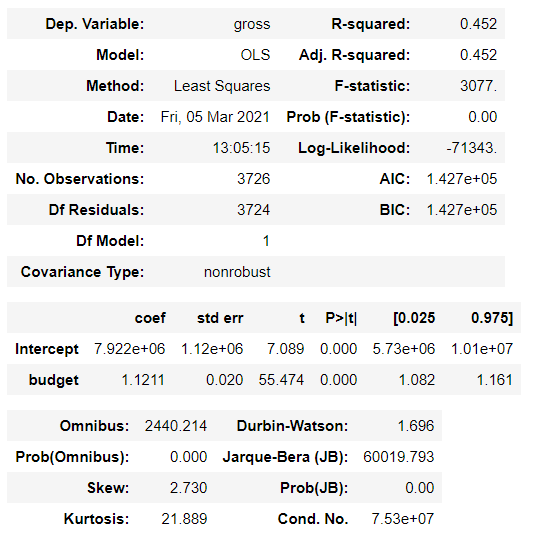 Dep. Variable: gross R-squared: 0.452
Model: OLS Adj. R-squared: 0.452
Method: Least Squares F-statistic: 3077.
Date: Fri, 05 Mar 2021 Prob (F-statistic): 0.00
Time: 13:05:15 Log-Likelihood: -71343.
No. Observations: 3726 AIC: 1.427e+05
Df Residuals: 3724 BIC: 1.427e+05
Df Model: 1
Covariance Type: nonrobust
coef std err t P>|t| [0.025 0.975]
Intercept 7.922e+06 1.12e+06 7.089 0.000 5.73e+06 1.01e+07
budget 1.1211 0.020 55.474 0.000 1.082 1.161
Omnibus: 2440.214 Durbin-Watson: 1.696
Prob(Omnibus): 0.000 Jarque-Bera (JB): 60019.793
Skew: 2.730 Prob(JB): 0.00
Kurtosis: 21.889 Cond. No. 7.53e+07